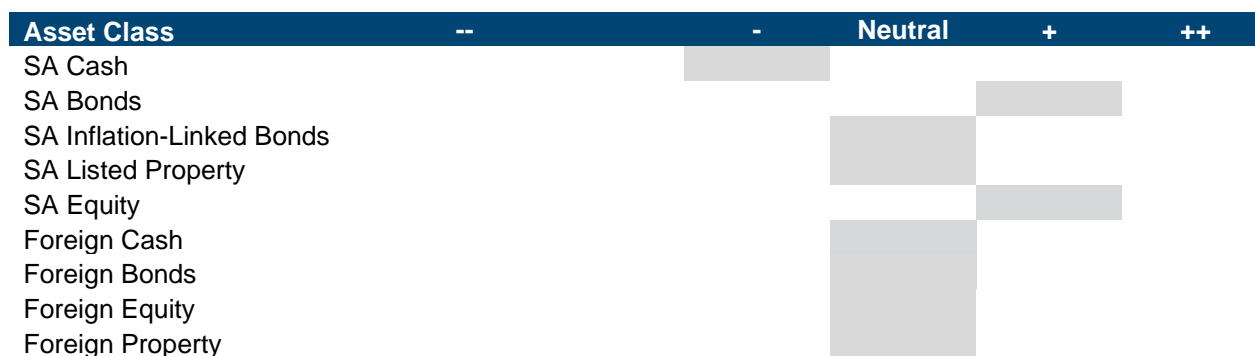 Asset Class -- - Neutral + ++
SA Cash
SA Bonds
SA Inflation-Linked Bonds
SA Listed Property
SA Equity
Foreign Cash
Foreign Bonds
Foreign Equity
Foreign Property